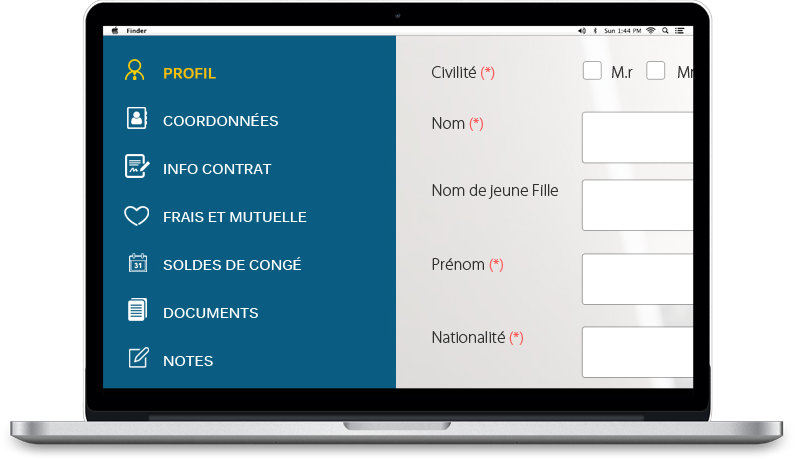 Finder
Sun 1:44 PM
PROFIL
COORDONNÉES
INFO CONTRAT
FRAIS ET MUTUELLE
31
SOLDES DE CONGÉ
DOCUMENTS
NOTES
Civilité (*)
M.r
Mr
Nom (*)
Nom de jeune Fille
Prénom (*)
Nationalité (*)